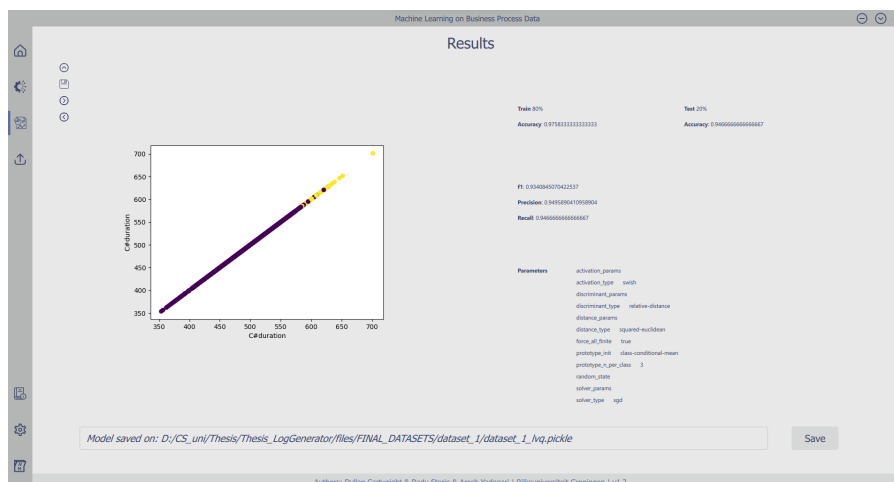 Machine Learning on Business Process Data
Results
Train 80%
Test 20%
Accuracy: 0.9758333333333333
Accuracy: 0.9466666666666667
f1: 0.9340845070422537
Precision: 0.9495890410958904
Recall: 0.9466666666666667
700
650
600
550
500
450
400
350
C#duration
350 400 450 500 550 600 650 700
C#duration
Parameters
activation_params
activation_type swish
discriminant_params
discriminant_type relative-distance
distance_params
distance_type squared-euclidean
force_all_finite true
prototype_init class-conditional-mean
prototype_n_per_class 3
random_state
solver_params
solver_type sgd
Model saved on: D:/CS_uni/Thesis/Thesis_LogGenerator/files/FINAL_DATASETS/dataset_1/dataset_1_lvq.pickle
Save